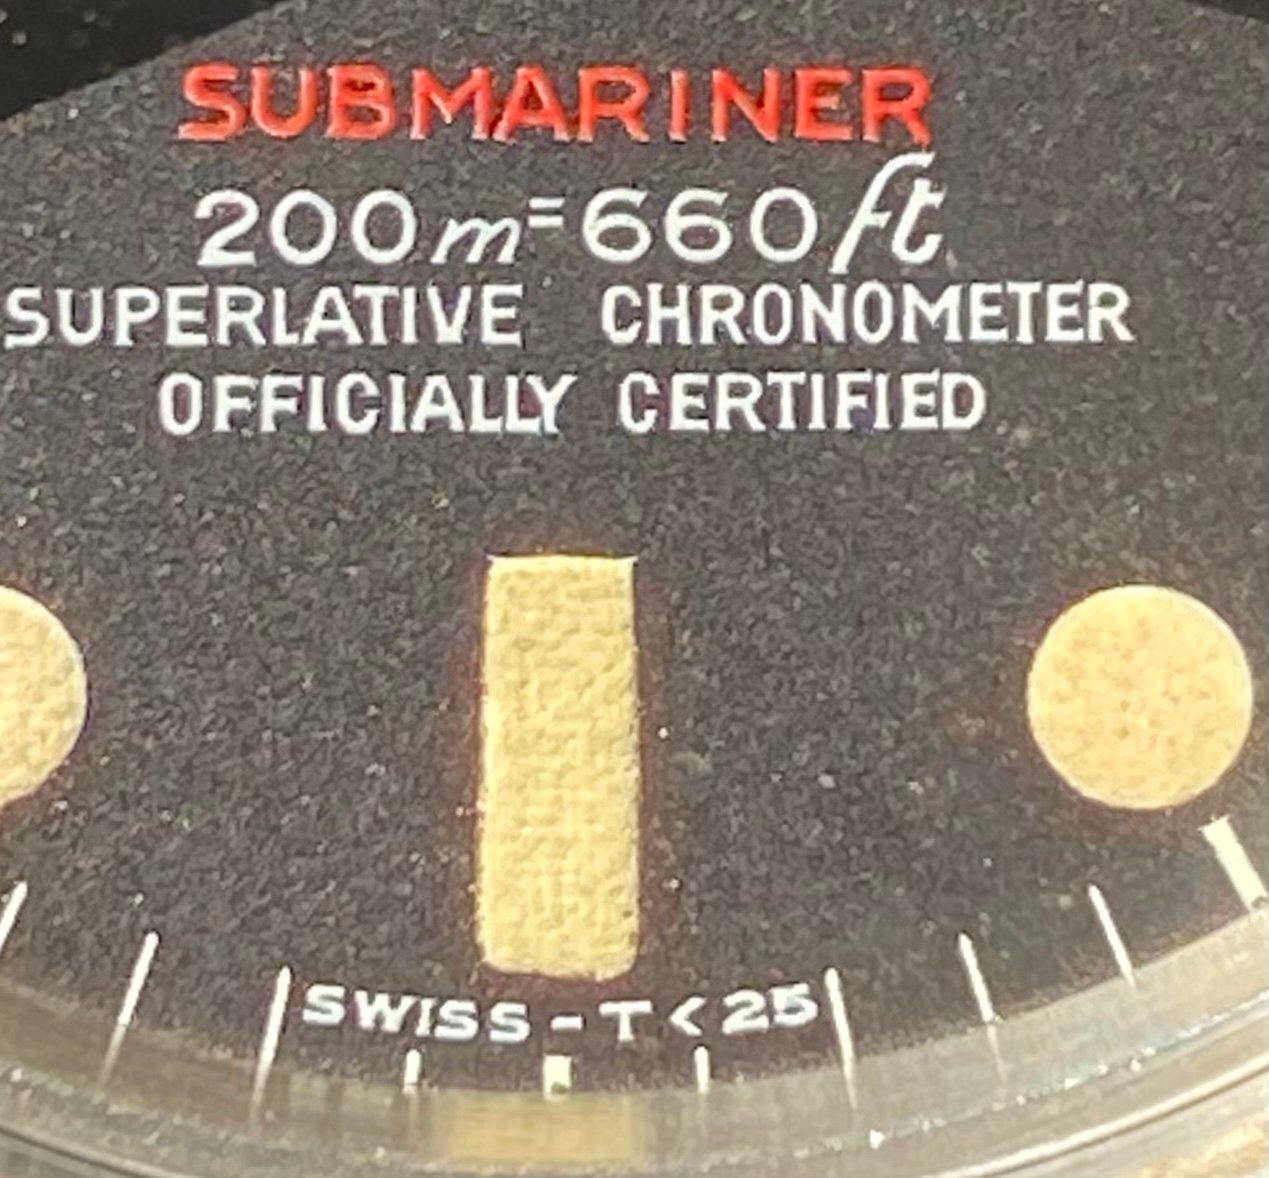 SUBMARINER
200m=660ft
SUPERLATIVE CHRONOMETER
OFFICIALLY CERTIFIED
SWISS - T < 25